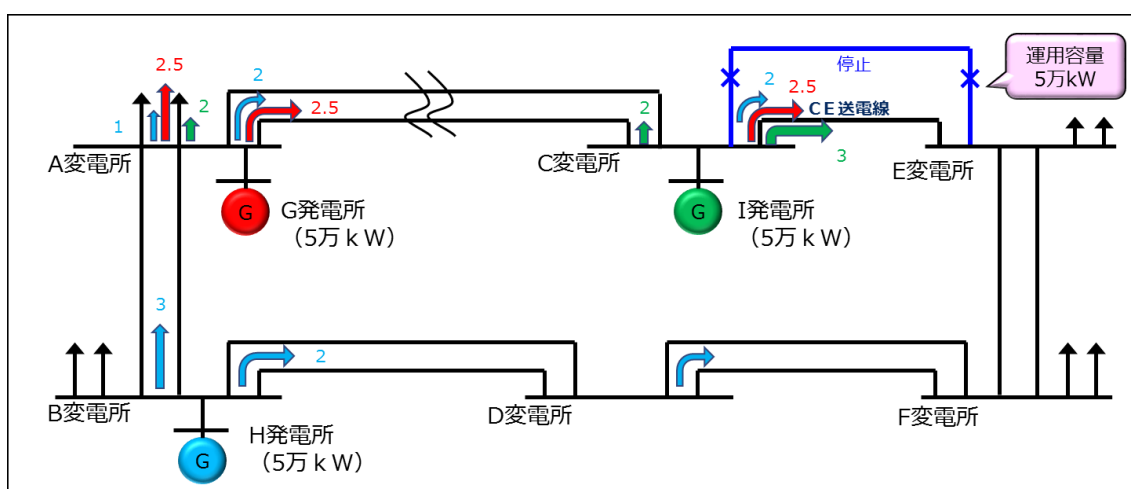 運用容量
5万kW
停止
2.5
2
2
2.5
2.5
1
2
CE送電線
2
3
A変電所
C変電所
E変電所
G
G発電所
（5万ｋW）
G
I発電所
（5万ｋW）
3
2
B変電所
D変電所
F変電所
G
H発電所
（5万ｋW）